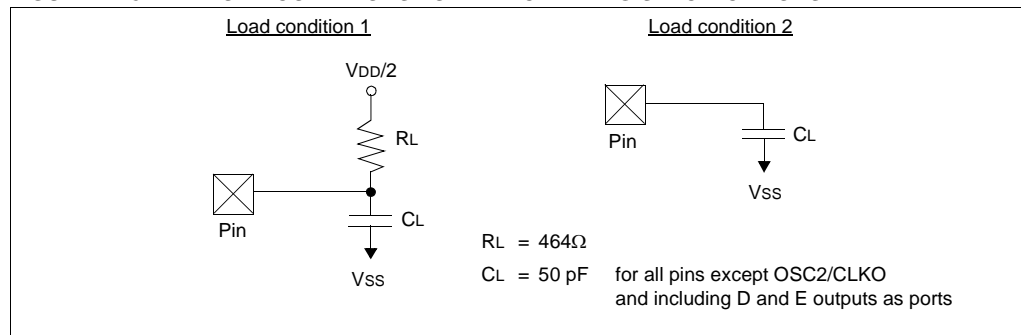 Load condition 1
Load condition 2
VDD/2
RL
CL
Pin
VSS
CL
Pin
VSS
RL = 464Ω
CL = 50 pF for all pins except OSC2/CLKO
and including D and E outputs as ports